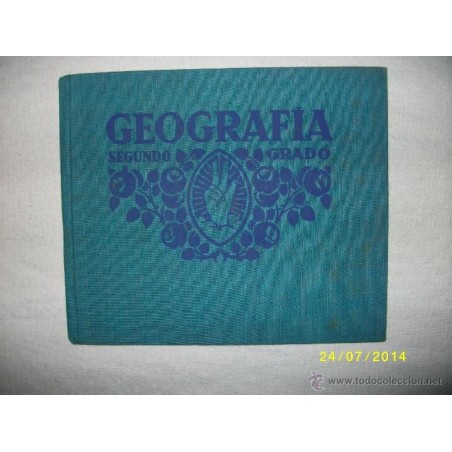 GEOGRAFÍA
SEGUNDO GRADO
24/07/2014
www.todocoleccion.net